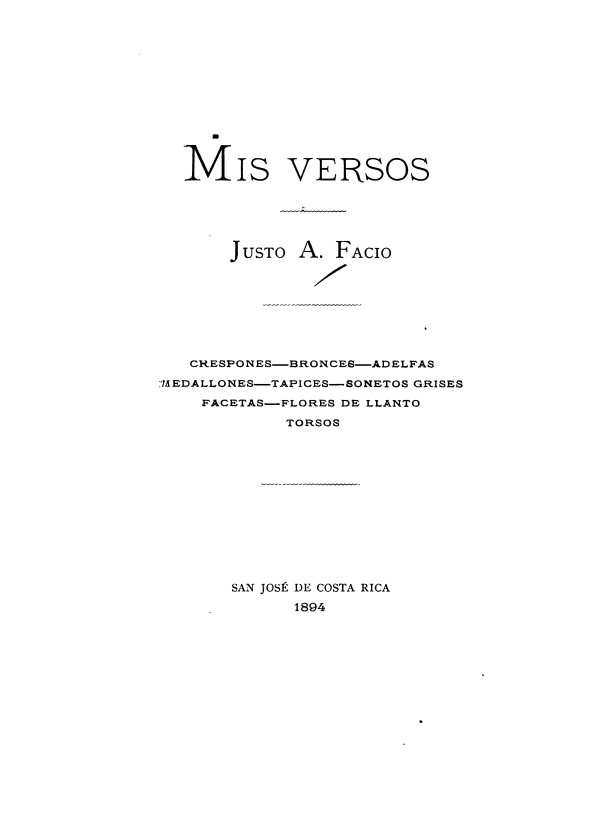 MIS VERSOS
JUSTO A. FACIO
CRESPONES—BRONCES—ADELFAS
MEDALLONES—TAPICES—SONETOS GRISES
FACETAS—FLORES DE LLANTO
TORSOS
SAN JOSÉ DE COSTA RICA
1894